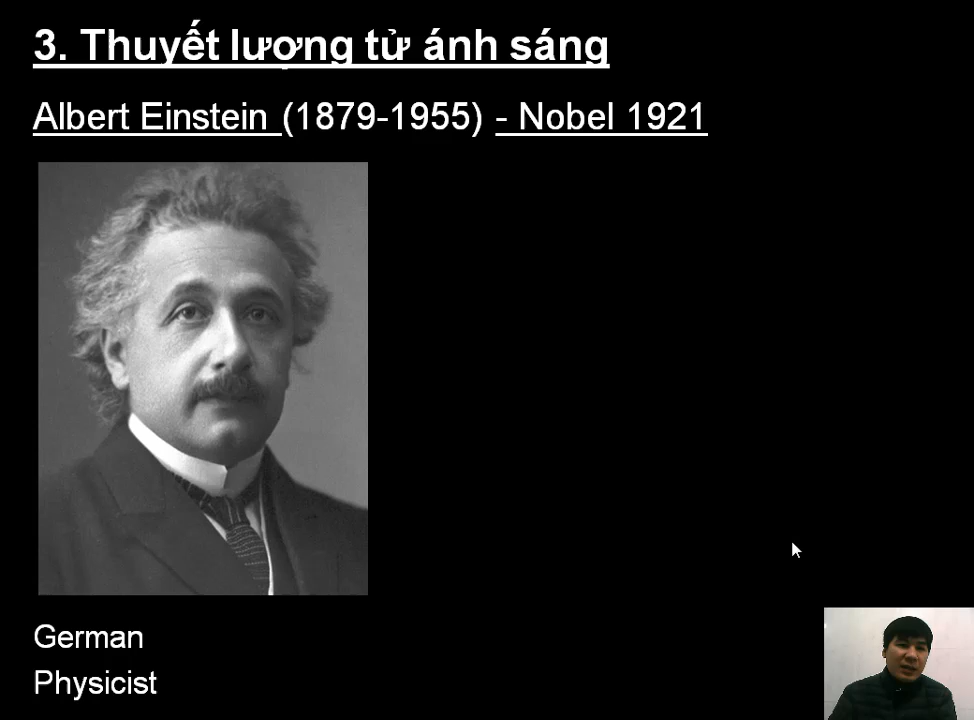 3. Thuyết lượng tử ánh sáng
Albert Einstein (1879-1955) - Nobel 1921
German
Physicist